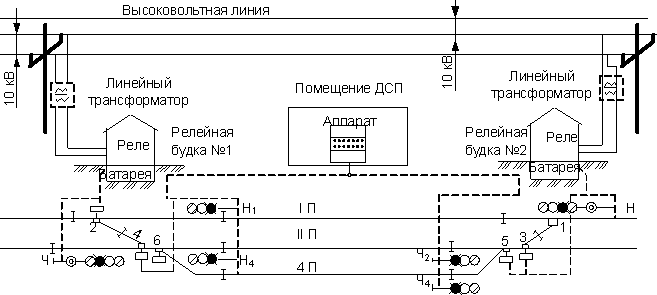 Высоковольтная линия
10 кВ
10 кВ
Линейный
трансформатор
Помещение ДСП
Линейный
трансформатор
Аппарат
Реле
Релейная
будка №1
Релейная
будка №2
Реле
Батарея
Батарея
Н1
I П
Н
2
4
6
II П
5
3
1
Ч
Н4
4 П
Ч2
Ч4